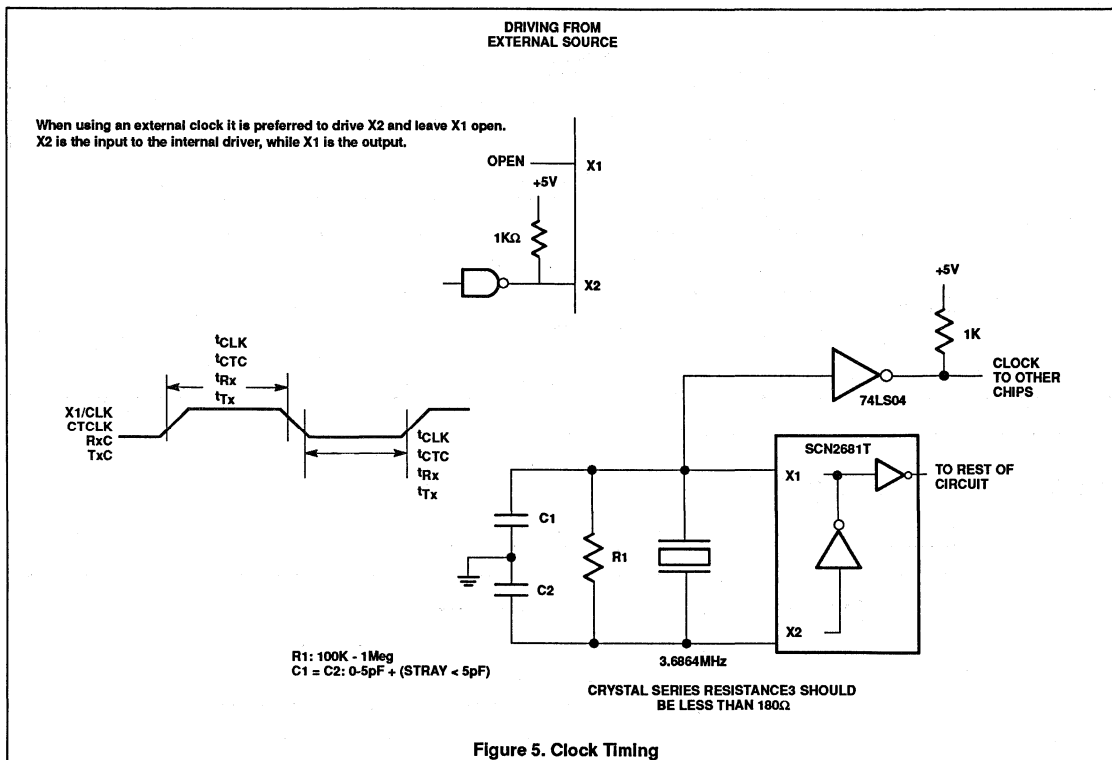 DRIVING FROM
EXTERNAL SOURCE
When using an external clock it is preferred to drive X2 and leave X1 open.
X2 is the input to the internal driver, while X1 is the output.
OPEN
X1
+5V
1KΩ
X2
+5V
1K
CLOCK
TO OTHER
CHIPS
74LS04
tCLK
tCTC
tRx
tTx
X1/CLK
CTCLK
RxC
TxC
tCLK
tCTC
tRx
tTx
SCN2681T
X1
TO REST OF
CIRCUIT
C1
R1
C2
X2
3.6864MHz
R1: 100K - 1Meg
C1 = C2: 0-5pF + (STRAY < 5pF)
CRYSTAL SERIES RESISTANCE3 SHOULD
BE LESS THAN 180Ω
Figure 5. Clock Timing